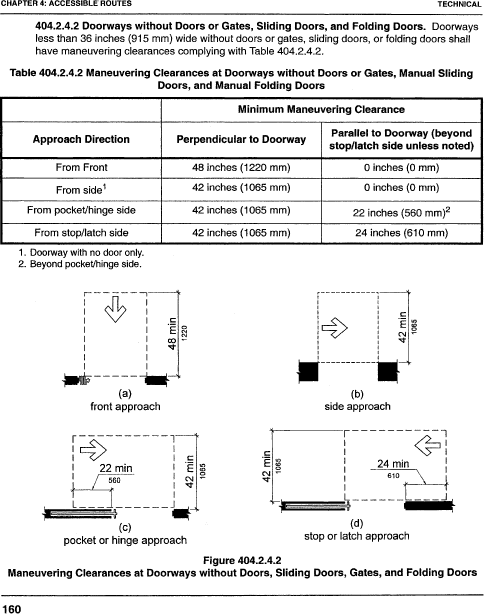 CHAPTER 4: ACCESSIBLE ROUTES
TECHNICAL
404.2.4.2 Doorways without Doors or Gates, Sliding Doors, and Folding Doors. Doorways
less than 36 inches (915 mm) wide without doors or gates, sliding doors, or folding doors shall
have maneuvering clearances complying with Table 404.2.4.2.
Table 404.2.4.2 Maneuvering Clearances at Doorways without Doors or Gates, Manual Sliding
Doors, and Manual Folding Doors
Minimum Maneuvering Clearance
Approach Direction
Perpendicular to Doorway
Parallel to Doorway (beyond
stop/latch side unless noted)
From Front 48 inches (1220 mm) 0 inches (0 mm)
From side1 42 inches (1065 mm) 0 inches (0 mm)
From pocket/hinge side 42 inches (1065 mm) 22 inches (560 mm)2
From stop/latch side 42 inches (1065 mm) 24 inches (610 mm)
1. Doorway with no door only.
2. Beyond pocket/hinge side.
48 min
1220
(a)
front approach
42 min
1065
(b)
side approach
22 min
560
42 min
1065
(c)
pocket or hinge approach
42 min
1065
24 min
610
(d)
stop or latch approach
Figure 404.2.4.2
Maneuvering Clearances at Doorways without Doors, Sliding Doors, Gates, and Folding Doors
160